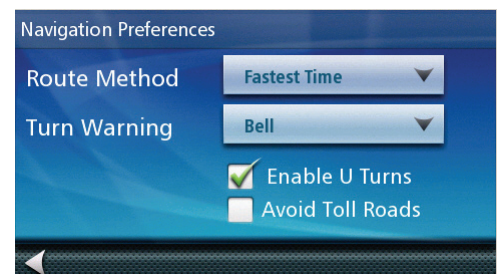 Navigation Preferences
Route Method Fastest Time
Turn Warning Bell
Enable U Turns
Avoid Toll Roads